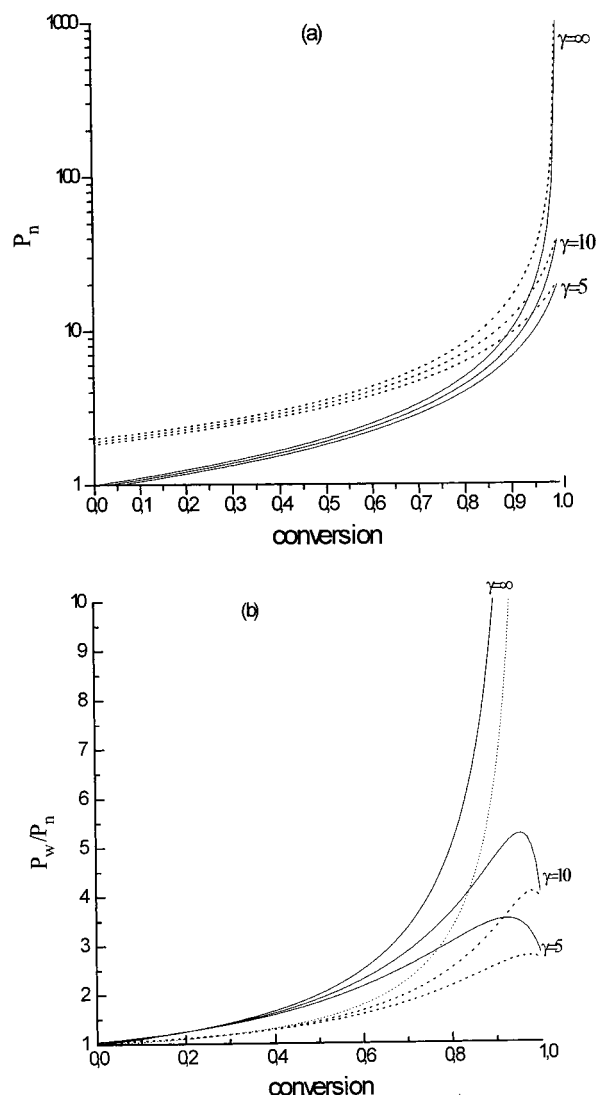 (a)
1000
100
10
1
P_n
γ=∞
γ=10
γ=5
0,0 0,1 0,2 0,3 0,4 0,5 0,6 0,7 0,8 0,9 1.0
conversion
(b)
10
9
8
7
6
5
4
3
2
1
P_w/P_n
γ=∞
γ=10
γ=5
0,0 0,2 0,4 0,6 0,8 1,0
conversion